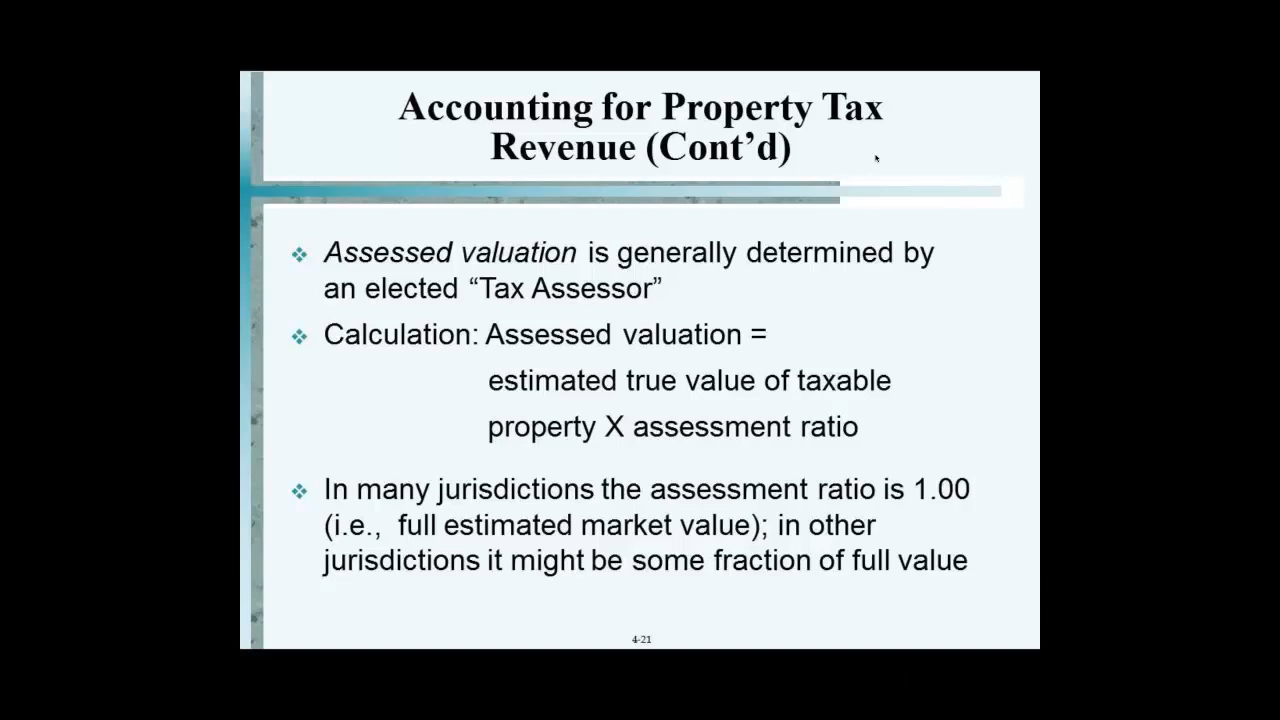 Accounting for Property Tax
Revenue (Cont’d)
Assessed valuation is generally determined by
an elected “Tax Assessor”
Calculation: Assessed valuation =
estimated true value of taxable
property X assessment ratio
In many jurisdictions the assessment ratio is 1.00
(i.e., full estimated market value); in other
jurisdictions it might be some fraction of full value
4-21